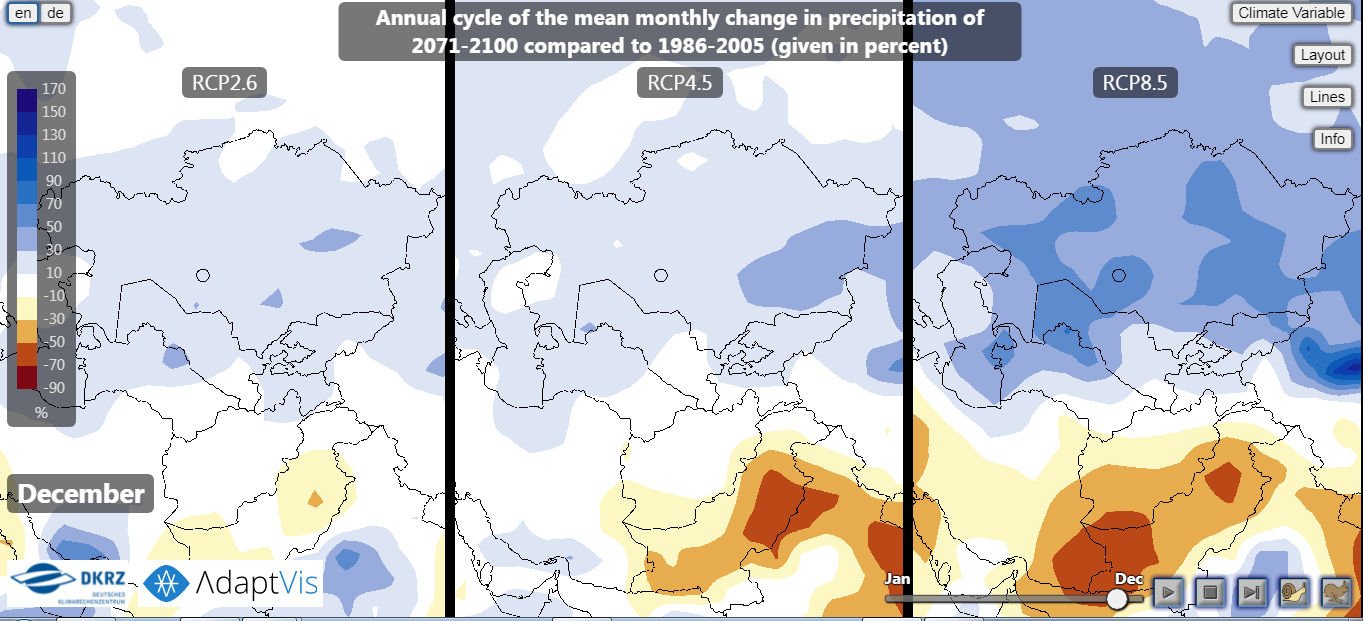 en de
Annual cycle of the mean monthly change in precipitation of
2071-2100 compared to 1986-2005 (given in percent)
Climate Variable
Layout
Lines
Info
RCP2.6
RCP4.5
RCP8.5
170
150
130
110
90
70
50
30
10
-10
-30
-50
-70
-90
%
December
DKRZ
DEUTSCHES
KLIMARECHENZENTRUM
AdaptVis
Jan
Dec